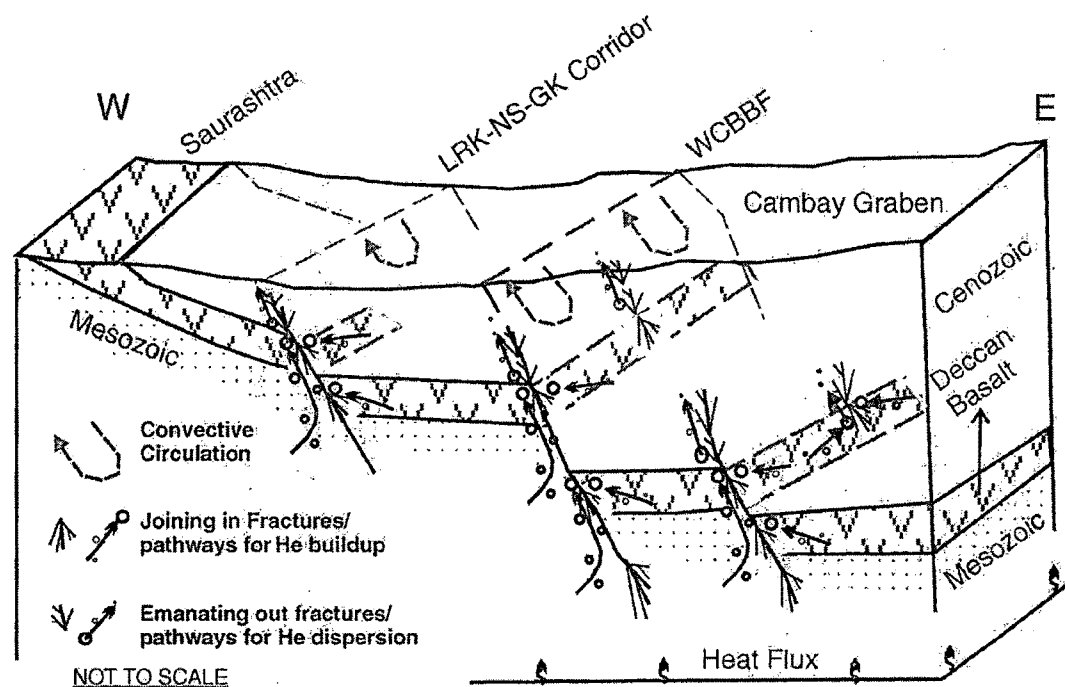 W
Saurashtra
LRK-NS-GK Corridor
WCBBF
E
Cambay Graben
Cenozoic
Deccan
Basalt
Mesozoic
Mesozoic
Convective
Circulation
Joining in Fractures/
pathways for He buildup
Emanating out fractures/
pathways for He dispersion
NOT TO SCALE
Heat Flux